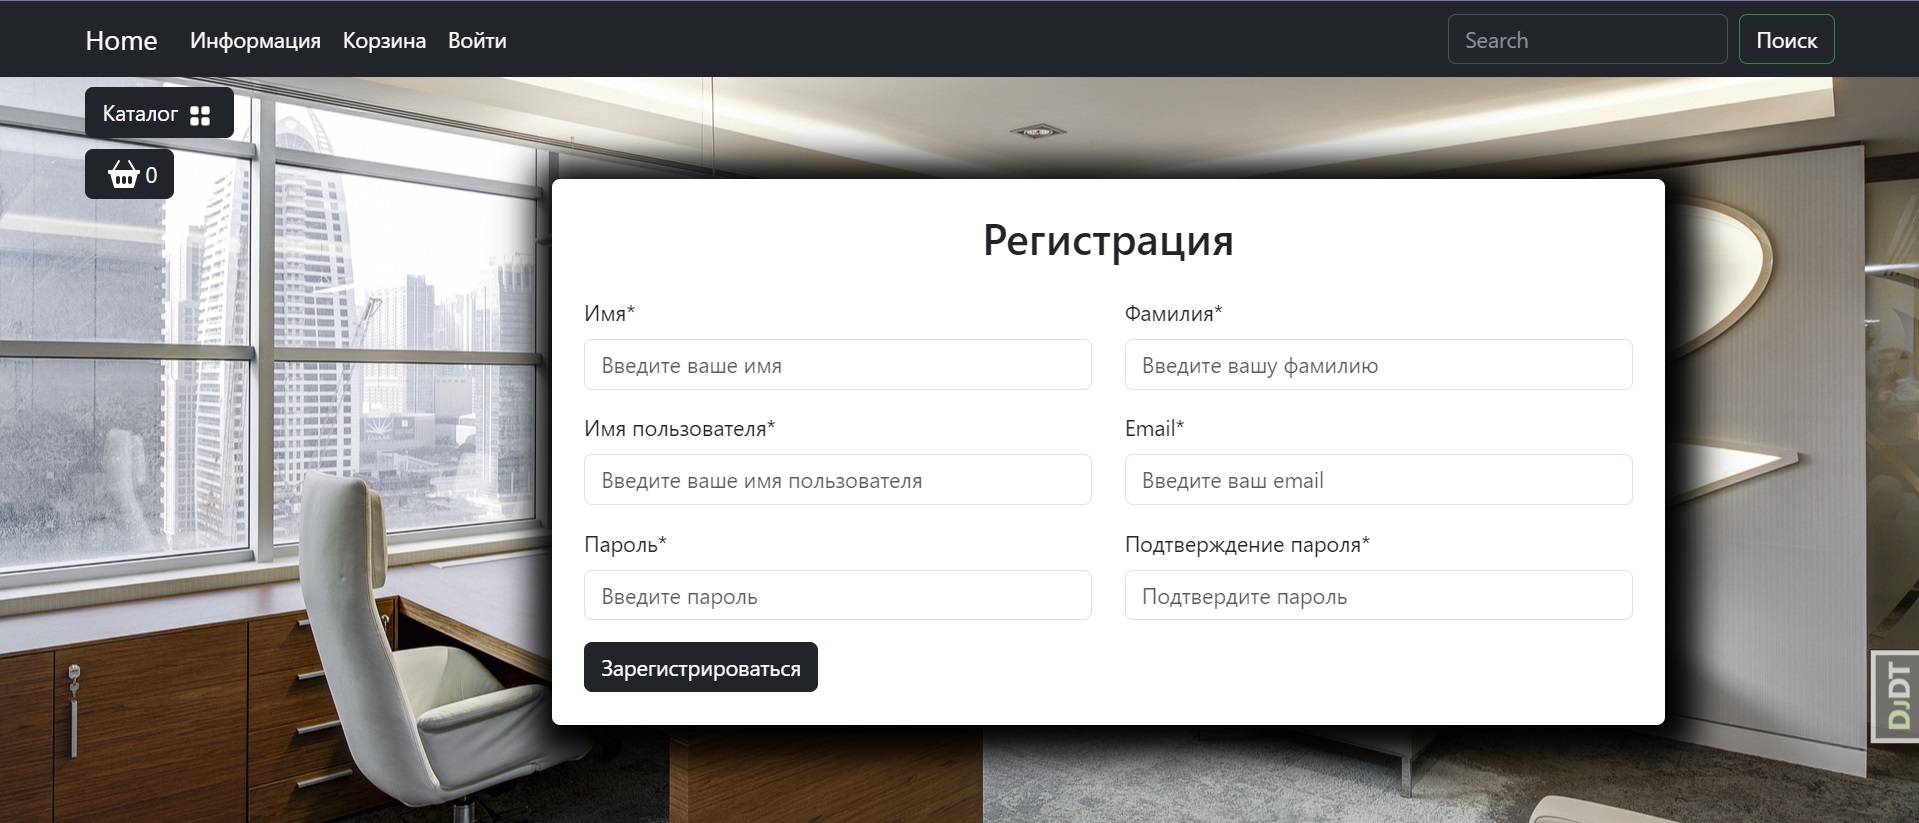 Home Информация Корзина Войти Search Поиск
Каталог
0
Регистрация
Имя* Фамилия*
Введите ваше имя Введите вашу фамилию
Имя пользователя* Email*
Введите ваше имя пользователя Введите ваш email
Пароль* Подтверждение пароля*
Введите пароль Подтвердите пароль
Зарегистрироваться
DJDT